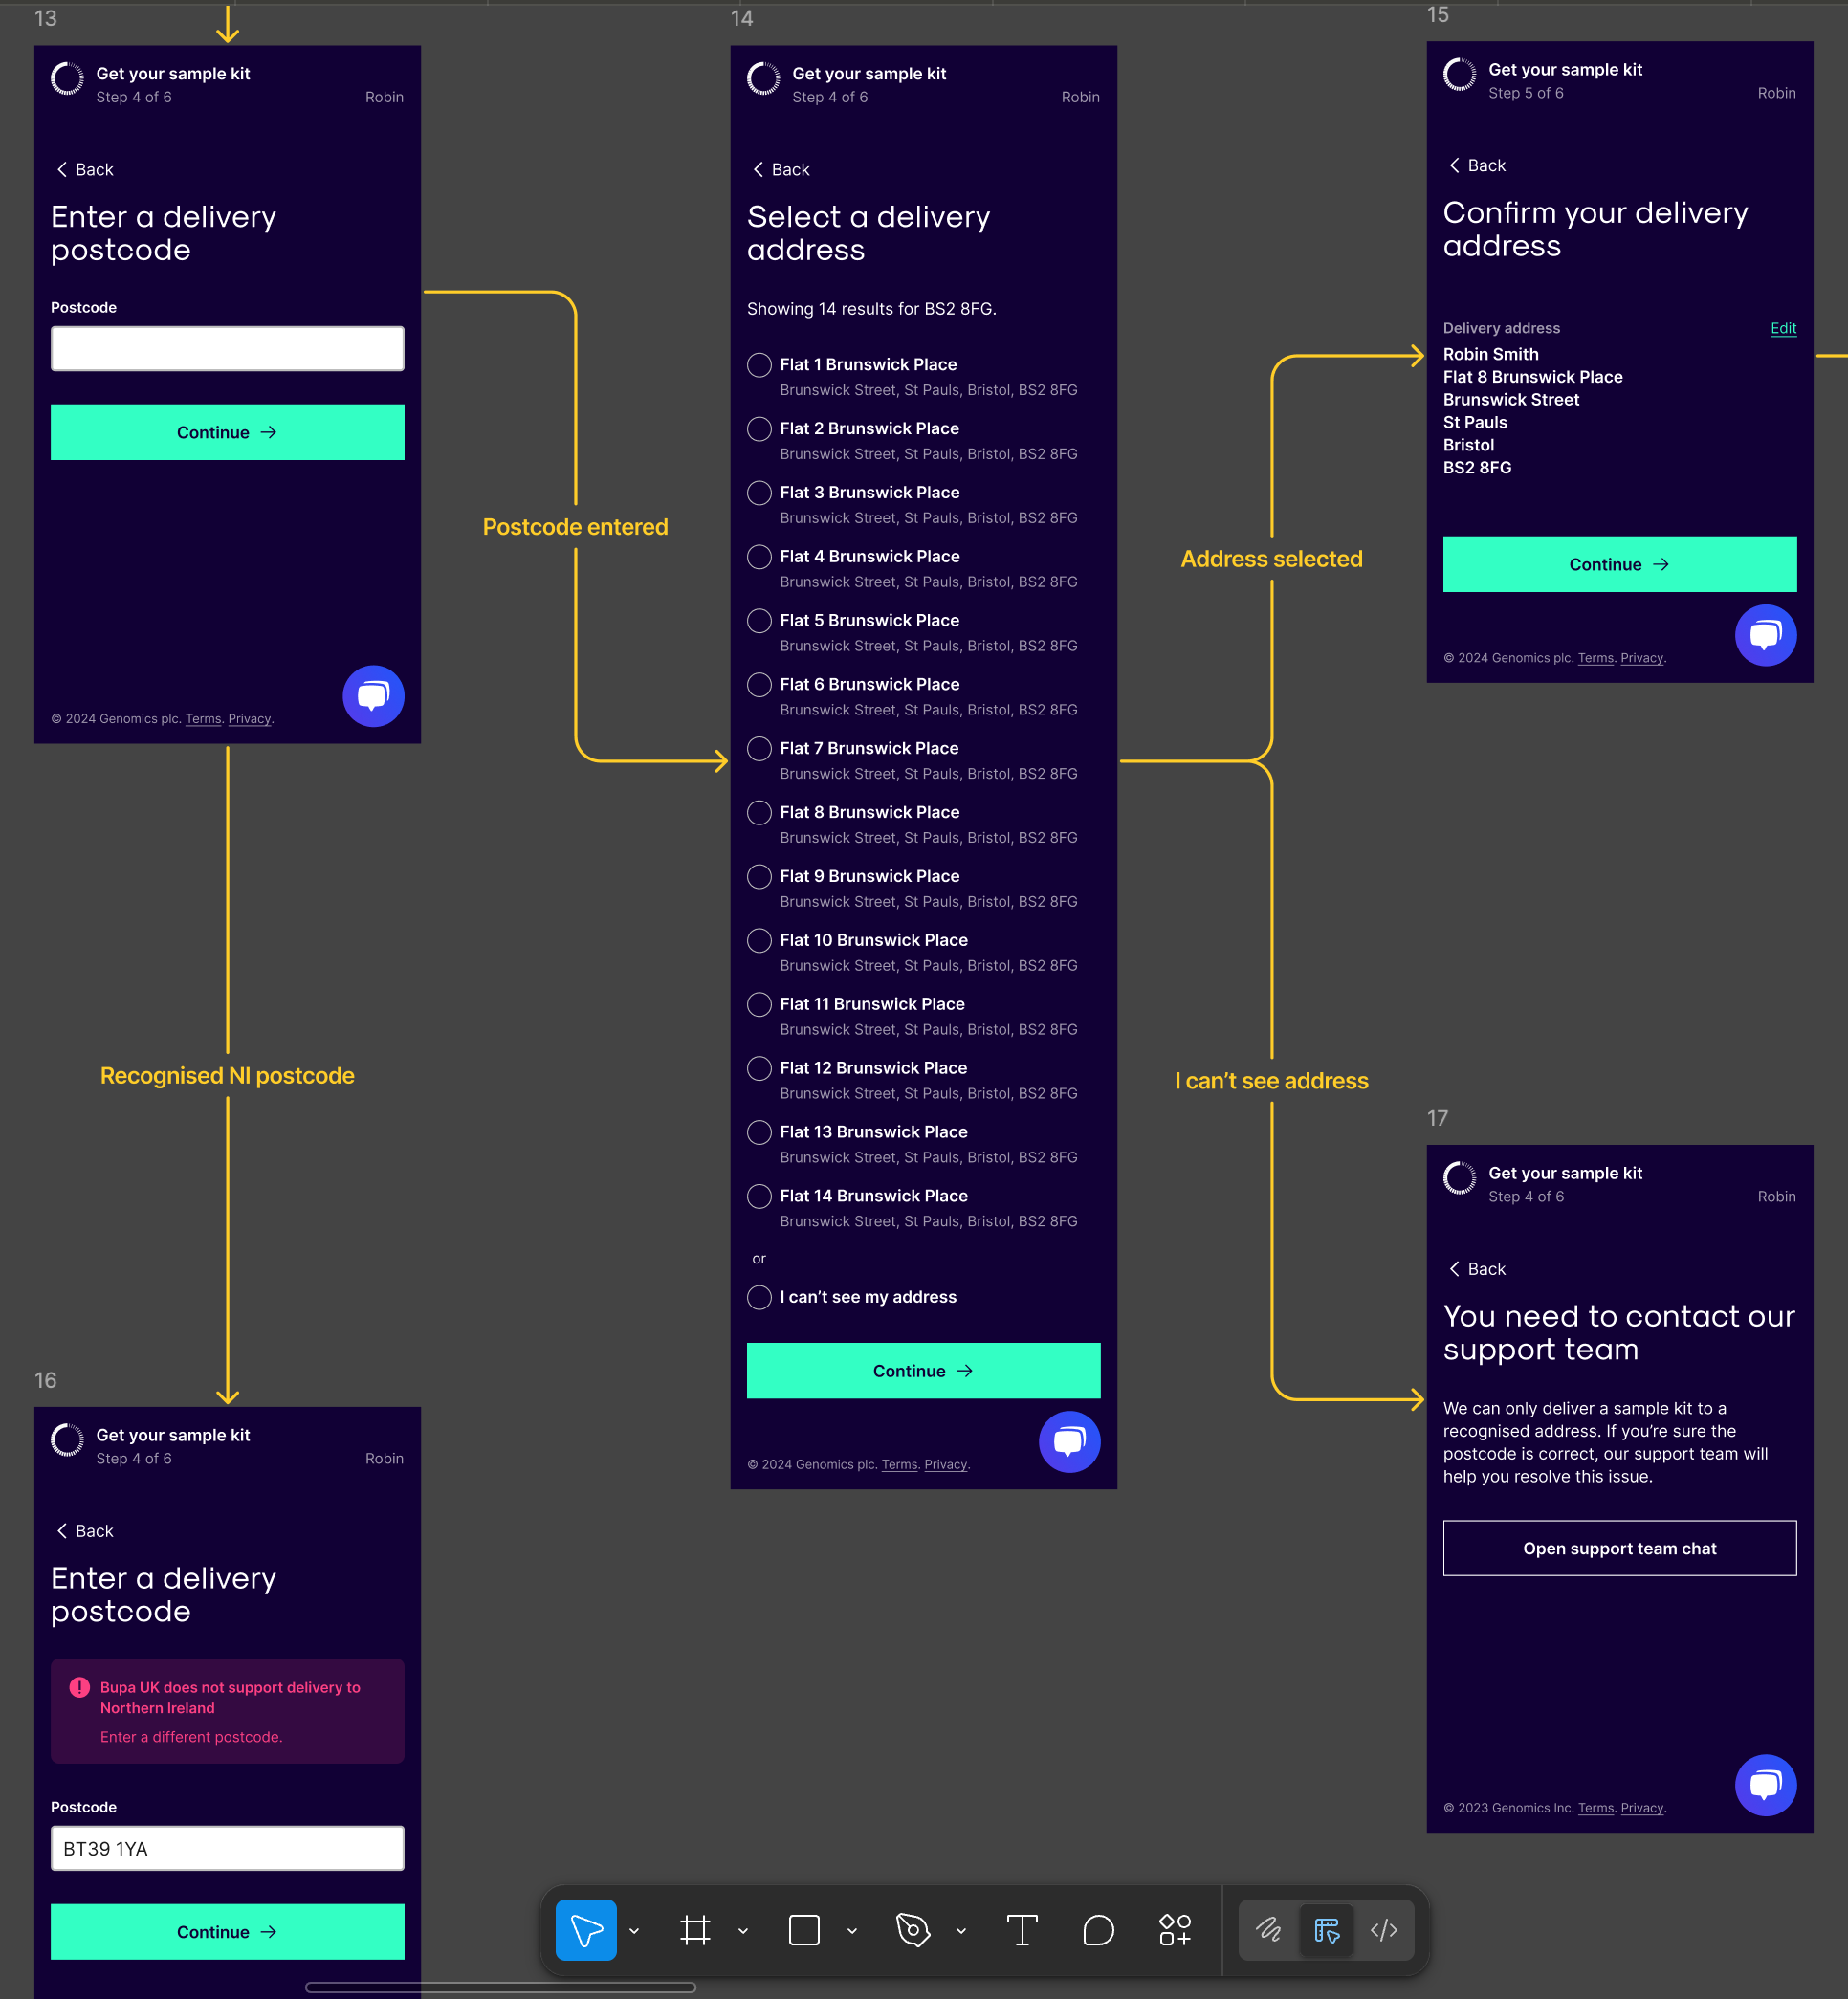 13
Get your sample kit
Step 4 of 6
Robin
Back
Enter a delivery
postcode
Postcode
Continue
© 2024 Genomics plc. Terms. Privacy.
Postcode entered
Recognised NI postcode
14
Get your sample kit
Step 4 of 6
Robin
Back
Select a delivery
address
Showing 14 results for BS2 8FG.
Flat 1 Brunswick Place
Brunswick Street, St Pauls, Bristol, BS2 8FG
Flat 2 Brunswick Place
Brunswick Street, St Pauls, Bristol, BS2 8FG
Flat 3 Brunswick Place
Brunswick Street, St Pauls, Bristol, BS2 8FG
Flat 4 Brunswick Place
Brunswick Street, St Pauls, Bristol, BS2 8FG
Flat 5 Brunswick Place
Brunswick Street, St Pauls, Bristol, BS2 8FG
Flat 6 Brunswick Place
Brunswick Street, St Pauls, Bristol, BS2 8FG
Flat 7 Brunswick Place
Brunswick Street, St Pauls, Bristol, BS2 8FG
Flat 8 Brunswick Place
Brunswick Street, St Pauls, Bristol, BS2 8FG
Flat 9 Brunswick Place
Brunswick Street, St Pauls, Bristol, BS2 8FG
Flat 10 Brunswick Place
Brunswick Street, St Pauls, Bristol, BS2 8FG
Flat 11 Brunswick Place
Brunswick Street, St Pauls, Bristol, BS2 8FG
Flat 12 Brunswick Place
Brunswick Street, St Pauls, Bristol, BS2 8FG
Flat 13 Brunswick Place
Brunswick Street, St Pauls, Bristol, BS2 8FG
Flat 14 Brunswick Place
Brunswick Street, St Pauls, Bristol, BS2 8FG
or
I can’t see my address
Continue
© 2024 Genomics plc. Terms. Privacy.
Address selected
I can’t see address
15
Get your sample kit
Step 5 of 6
Robin
Back
Confirm your delivery
address
Delivery address
Edit
Robin Smith
Flat 8 Brunswick Place
Brunswick Street
St Pauls
Bristol
BS2 8FG
Continue
© 2024 Genomics plc. Terms. Privacy.
16
Get your sample kit
Step 4 of 6
Robin
Back
Enter a delivery
postcode
Bupa UK does not support delivery to
Northern Ireland
Enter a different postcode.
Postcode
BT39 1YA
Continue
17
Get your sample kit
Step 4 of 6
Robin
Back
You need to contact our
support team
We can only deliver a sample kit to a
recognised address. If you’re sure the
postcode is correct, our support team will
help you resolve this issue.
Open support team chat
© 2023 Genomics Inc. Terms. Privacy.